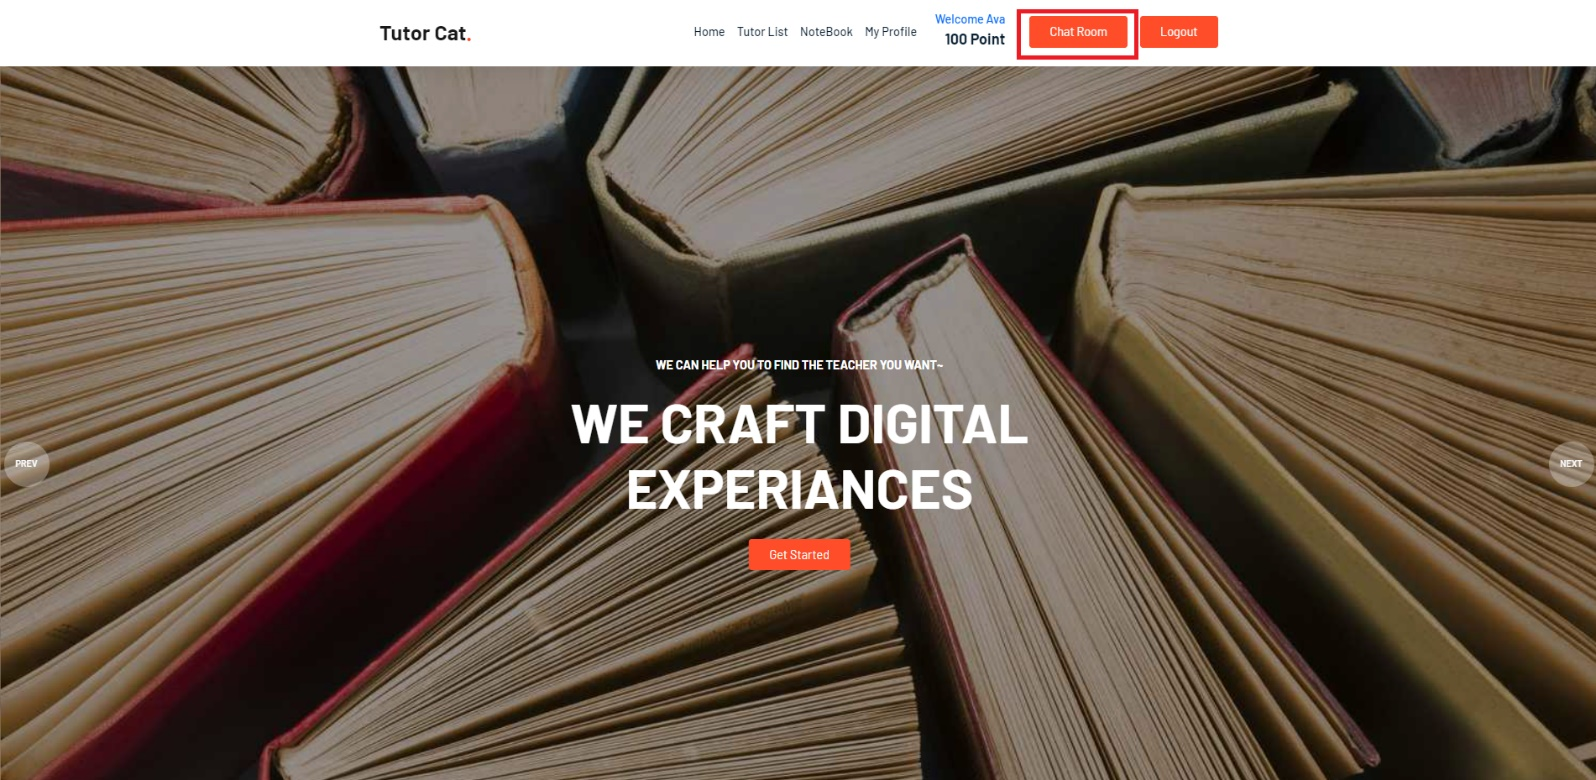 Tutor Cat.
Home Tutor List NoteBook My Profile
Welcome Ava
100 Point
Chat Room
Logout
WE CAN HELP YOU TO FIND THE TEACHER YOU WANT~
WE CRAFT DIGITAL
EXPERIANCES
PREV
NEXT
Get Started